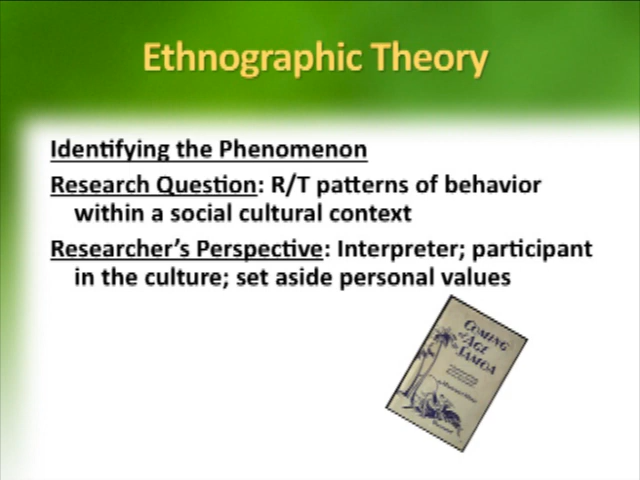 Ethnographic Theory
Identifying the Phenomenon
Research Question: R/T patterns of behavior
within a social cultural context
Researcher's Perspective: Interpreter; participant
in the culture; set aside personal values
COMING
of AGE
in SAMOA